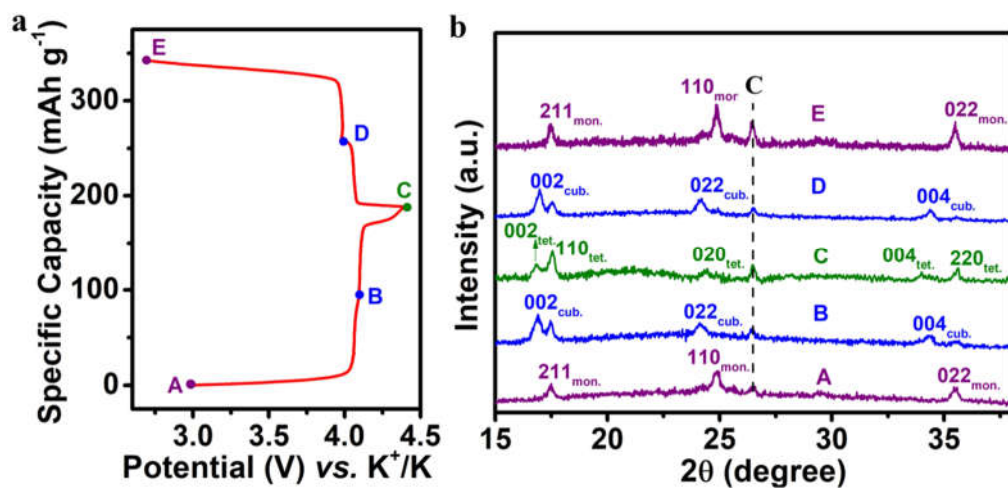 a
Specific Capacity (mAh g⁻¹)
300
200
100
0
E
D
C
B
A
3.0 3.5 4.0 4.5
Potential (V) vs. K⁺/K
b
Intensity (a.u.)
211mon. 110mor C 022mon.
E
002cub. 022cub. D 004cub.
002tet. 110tet. 020tet. C 004tet. 220tet.
002cub. 022cub. B 004cub.
211mon. 110mon. A 022mon.
15 20 25 30 35
2θ (degree)